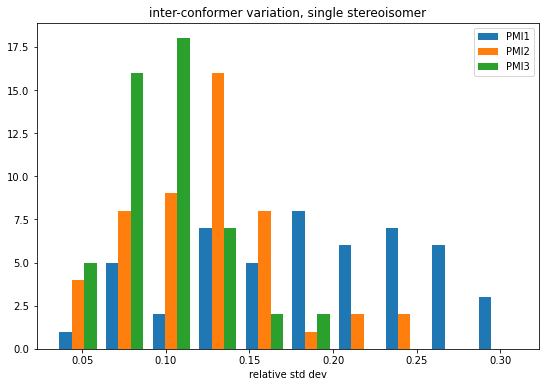 inter-conformer variation, single stereoisomer
PMI1
PMI2
PMI3
17.5
15.0
12.5
10.0
7.5
5.0
2.5
0.0
0.05 0.10 0.15 0.20 0.25 0.30
relative std dev